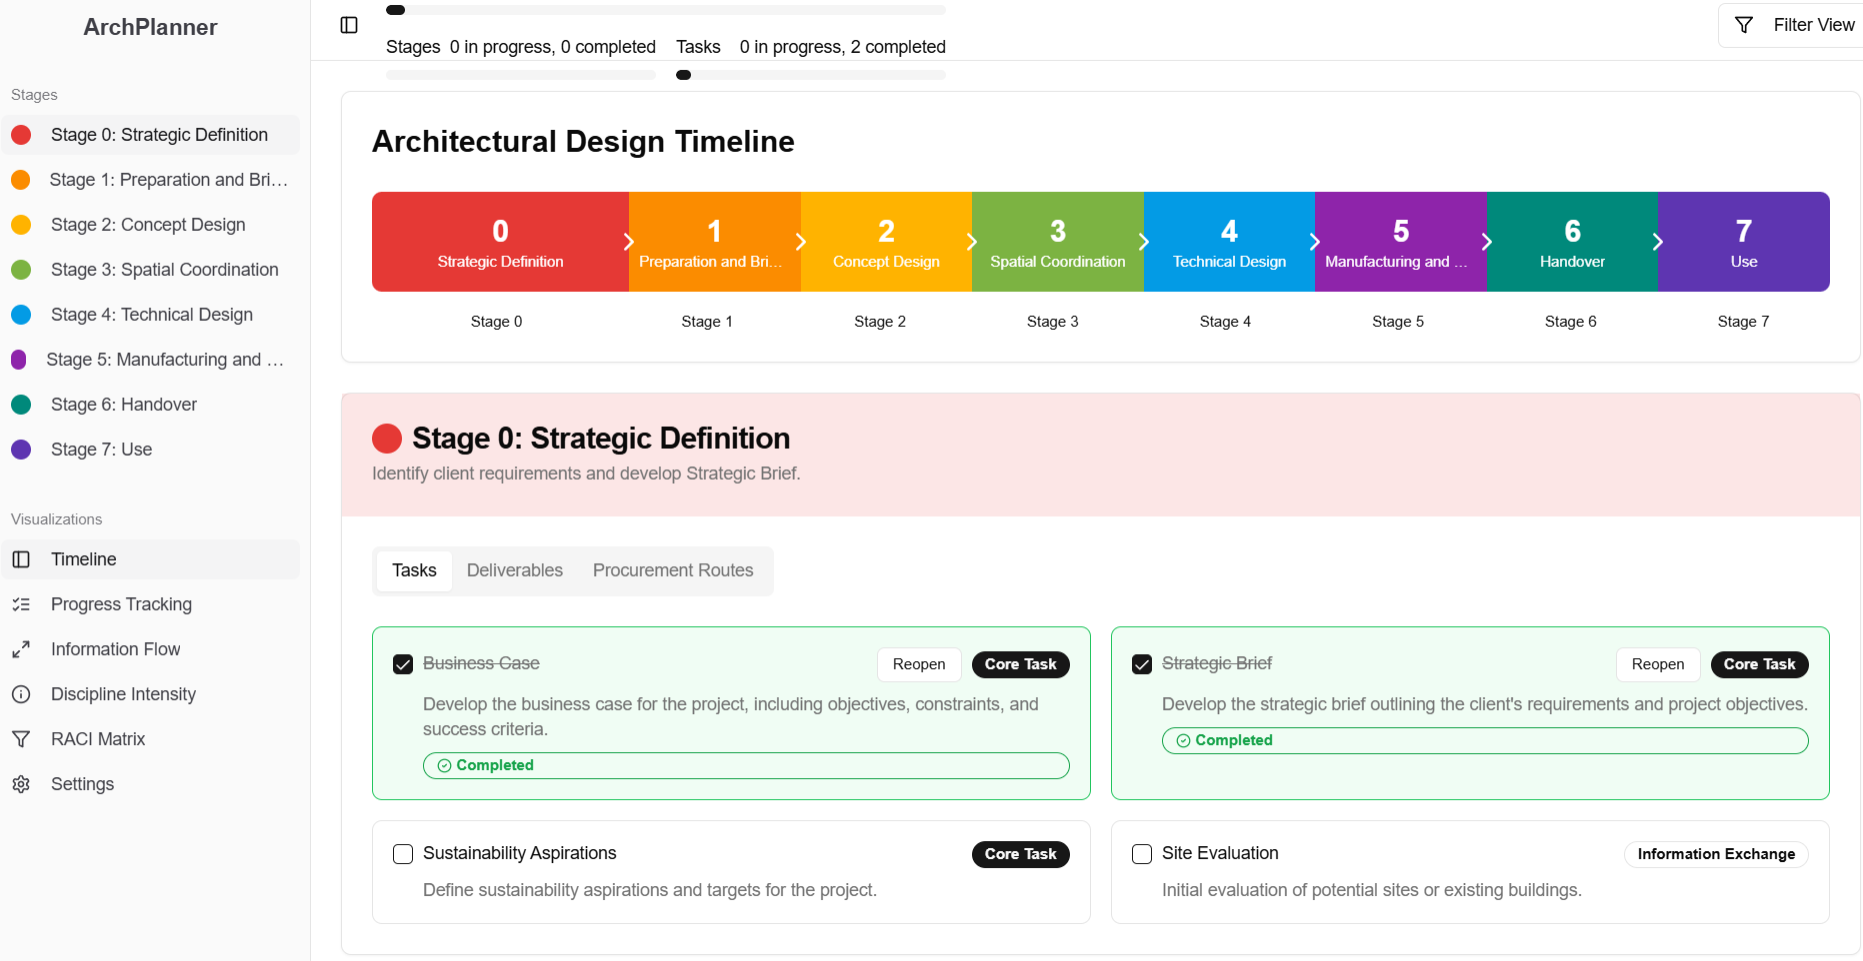 ArchPlanner
Stages
Stage 0: Strategic Definition
Stage 1: Preparation and Bri…
Stage 2: Concept Design
Stage 3: Spatial Coordination
Stage 4: Technical Design
Stage 5: Manufacturing and …
Stage 6: Handover
Stage 7: Use
Visualizations
Timeline
Progress Tracking
Information Flow
Discipline Intensity
RACI Matrix
Settings
Stages 0 in progress, 0 completed
Tasks 0 in progress, 2 completed
Filter View
Architectural Design Timeline
0
Strategic Definition
1
Preparation and Bri…
2
Concept Design
3
Spatial Coordination
4
Technical Design
5
Manufacturing and …
6
Handover
7
Use
Stage 0
Stage 1
Stage 2
Stage 3
Stage 4
Stage 5
Stage 6
Stage 7
Stage 0: Strategic Definition
Identify client requirements and develop Strategic Brief.
Tasks
Deliverables
Procurement Routes
Business Case
Reopen
Core Task
Develop the business case for the project, including objectives, constraints, and
success criteria.
Completed
Strategic Brief
Reopen
Core Task
Develop the strategic brief outlining the client's requirements and project objectives.
Completed
Sustainability Aspirations
Core Task
Define sustainability aspirations and targets for the project.
Site Evaluation
Information Exchange
Initial evaluation of potential sites or existing buildings.